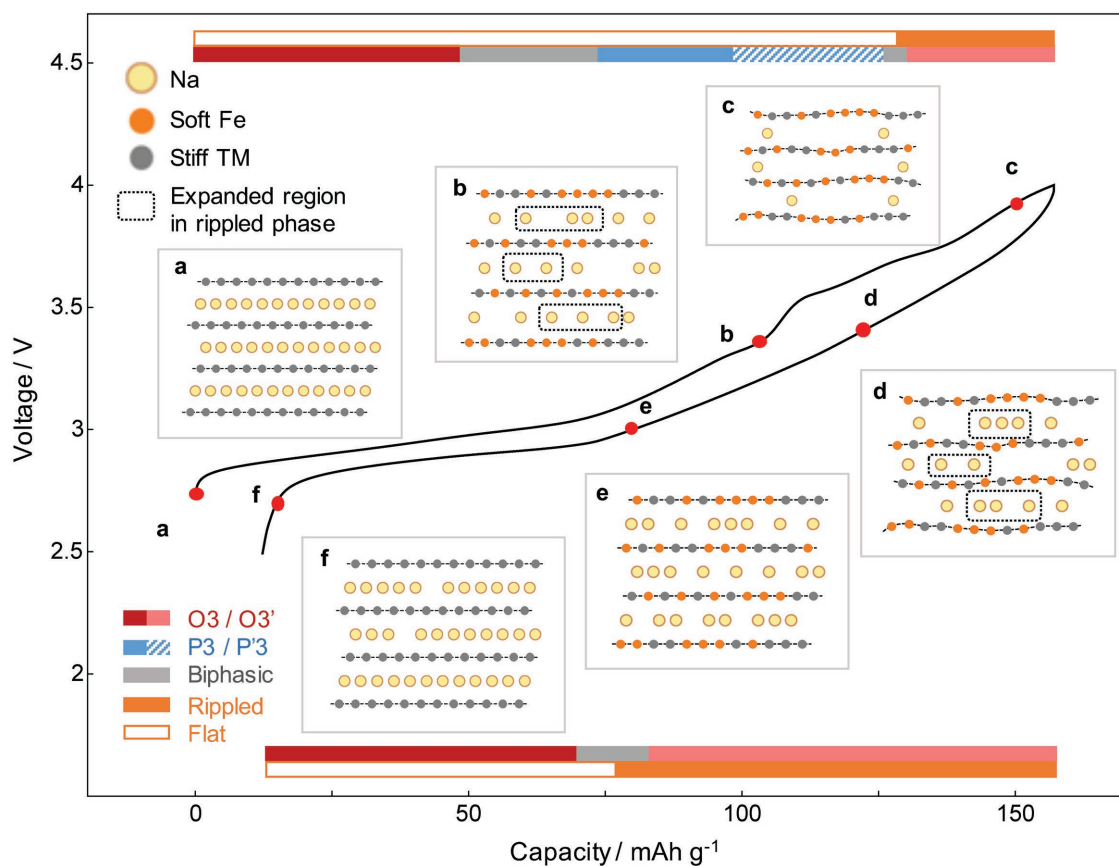 4.5
4
3.5
3
2.5
2
Voltage / V
0
50
100
150
Capacity / mAh g⁻¹
Na
Soft Fe
Stiff TM
Expanded region
in rippled phase
a
b
c
d
e
f
a
b
c
d
e
f
O3 / O3'
P3 / P'3
Biphasic
Rippled
Flat